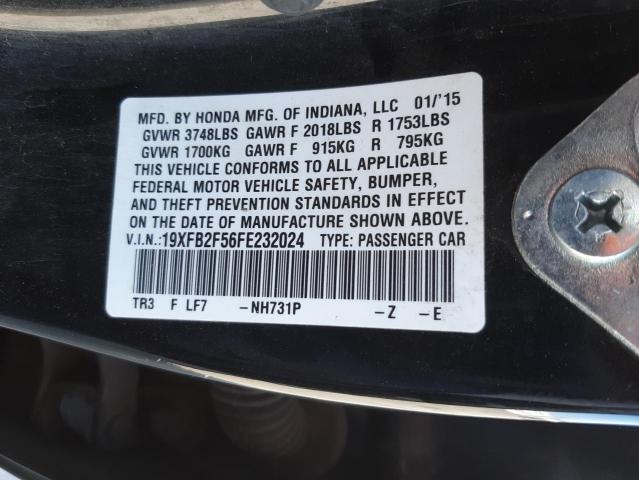 MFD. BY HONDA MFG. OF INDIANA, LLC 01/'15
GVWR 3748LBS GAWR F 2018LBS R 1753LBS
GVWR 1700KG GAWR F 915KG R 795KG
THIS VEHICLE CONFORMS TO ALL APPLICABLE
FEDERAL MOTOR VEHICLE SAFETY, BUMPER,
AND THEFT PREVENTION STANDARDS IN EFFECT
ON THE DATE OF MANUFACTURE SHOWN ABOVE.
V.I.N.:19XFB2F56FE232024 TYPE: PASSENGER CAR
TR3 F LF7 -NH731P -Z -E